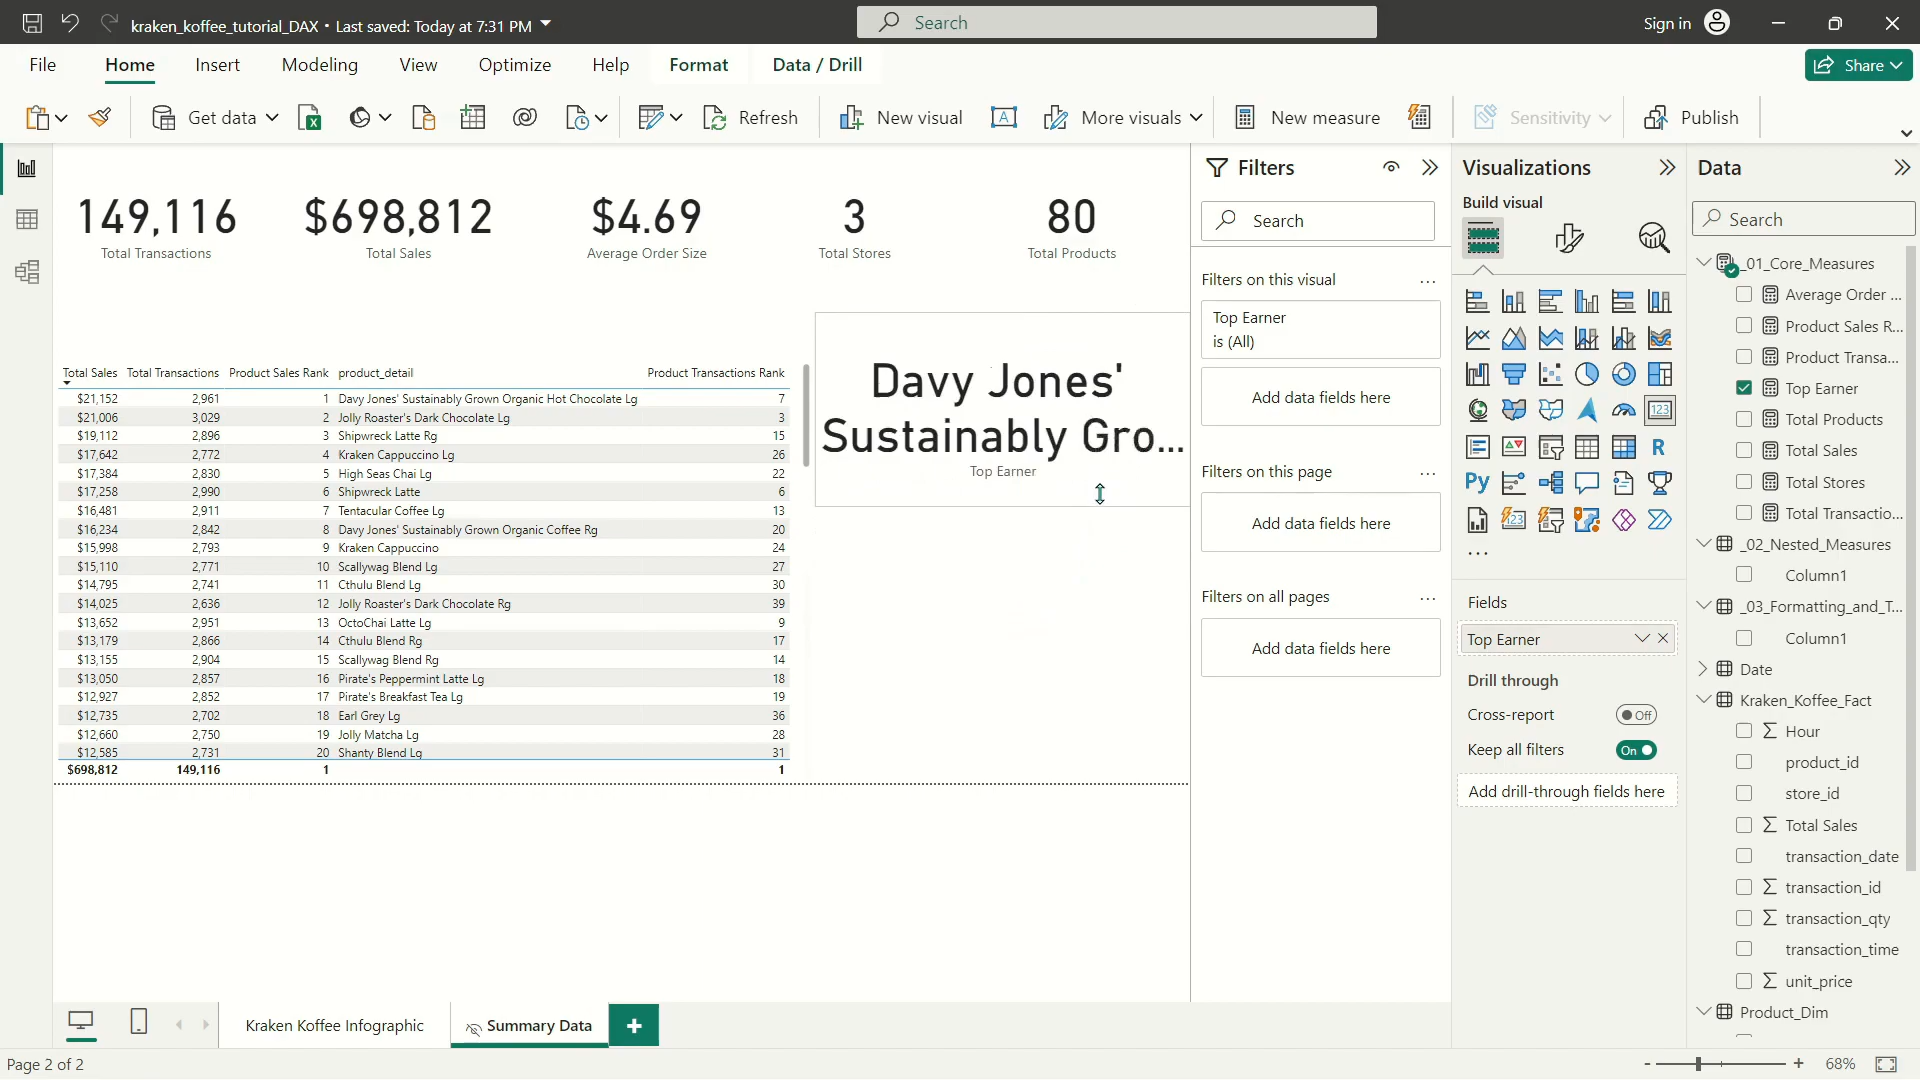 kraken_koffee_tutorial_DAX • Last saved: Today at 7:31 PM
Search
Sign in
File Home Insert Modeling View Optimize Help Format Data / Drill
Share
Get data
Refresh
New visual
More visuals
New measure
Sensitivity
Publish
149,116
Total Transactions
$698,812
Total Sales
$4.69
Average Order Size
3
Total Stores
80
Total Products
Total Sales Total Transactions Product Sales Rank product_detail Product Transactions Rank
$21,152 2,961 1 Davy Jones' Sustainably Grown Organic Hot Chocolate Lg 7
$21,006 3,029 2 Jolly Roaster's Dark Chocolate Lg 3
$19,112 2,896 3 Shipwreck Latte Rg 15
$17,642 2,772 4 Kraken Cappuccino Lg 26
$17,384 2,830 5 High Seas Chai Lg 22
$17,258 2,990 6 Shipwreck Latte 6
$16,481 2,911 7 Tentacular Coffee Lg 13
$16,234 2,842 8 Davy Jones' Sustainably Grown Organic Coffee Rg 20
$15,998 2,793 9 Kraken Cappuccino 24
$15,110 2,771 10 Scallywag Blend Lg 27
$14,795 2,741 11 Cthulu Blend Lg 30
$14,025 2,636 12 Jolly Roaster's Dark Chocolate Rg 39
$13,652 2,951 13 OctoChai Latte Lg 9
$13,179 2,866 14 Cthulu Blend Rg 17
$13,155 2,904 15 Scallywag Blend Rg 14
$13,050 2,857 16 Pirate's Peppermint Latte Lg 18
$12,927 2,852 17 Pirate's Breakfast Tea Lg 19
$12,735 2,702 18 Earl Grey Lg 36
$12,660 2,750 19 Jolly Matcha Lg 28
$12,585 2,731 20 Shanty Blend Lg 31
$698,812 149,116 1 1
Davy Jones'
Sustainably Gro...
Top Earner
Filters
Search
Filters on this visual ...
Top Earner
is (All)
Add data fields here
Filters on this page ...
Add data fields here
Filters on all pages ...
Add data fields here
Visualizations
Build visual
123
R
Py
123
...
Fields
Top Earner
Drill through
Cross-report Off
Keep all filters On
Add drill-through fields here
Data
Search
_01_Core_Measures
Average Order ...
Product Sales R...
Product Transa...
Top Earner
Total Products
Total Sales
Total Stores
Total Transactio...
_02_Nested_Measures
Column1
_03_Formatting_and_T...
Column1
Date
Kraken_Koffee_Fact
Hour
product_id
store_id
Total Sales
transaction_date
transaction_id
transaction_qty
transaction_time
unit_price
Product_Dim
Kraken Koffee Infographic
Summary Data
+
Page 2 of 2
- + 68%